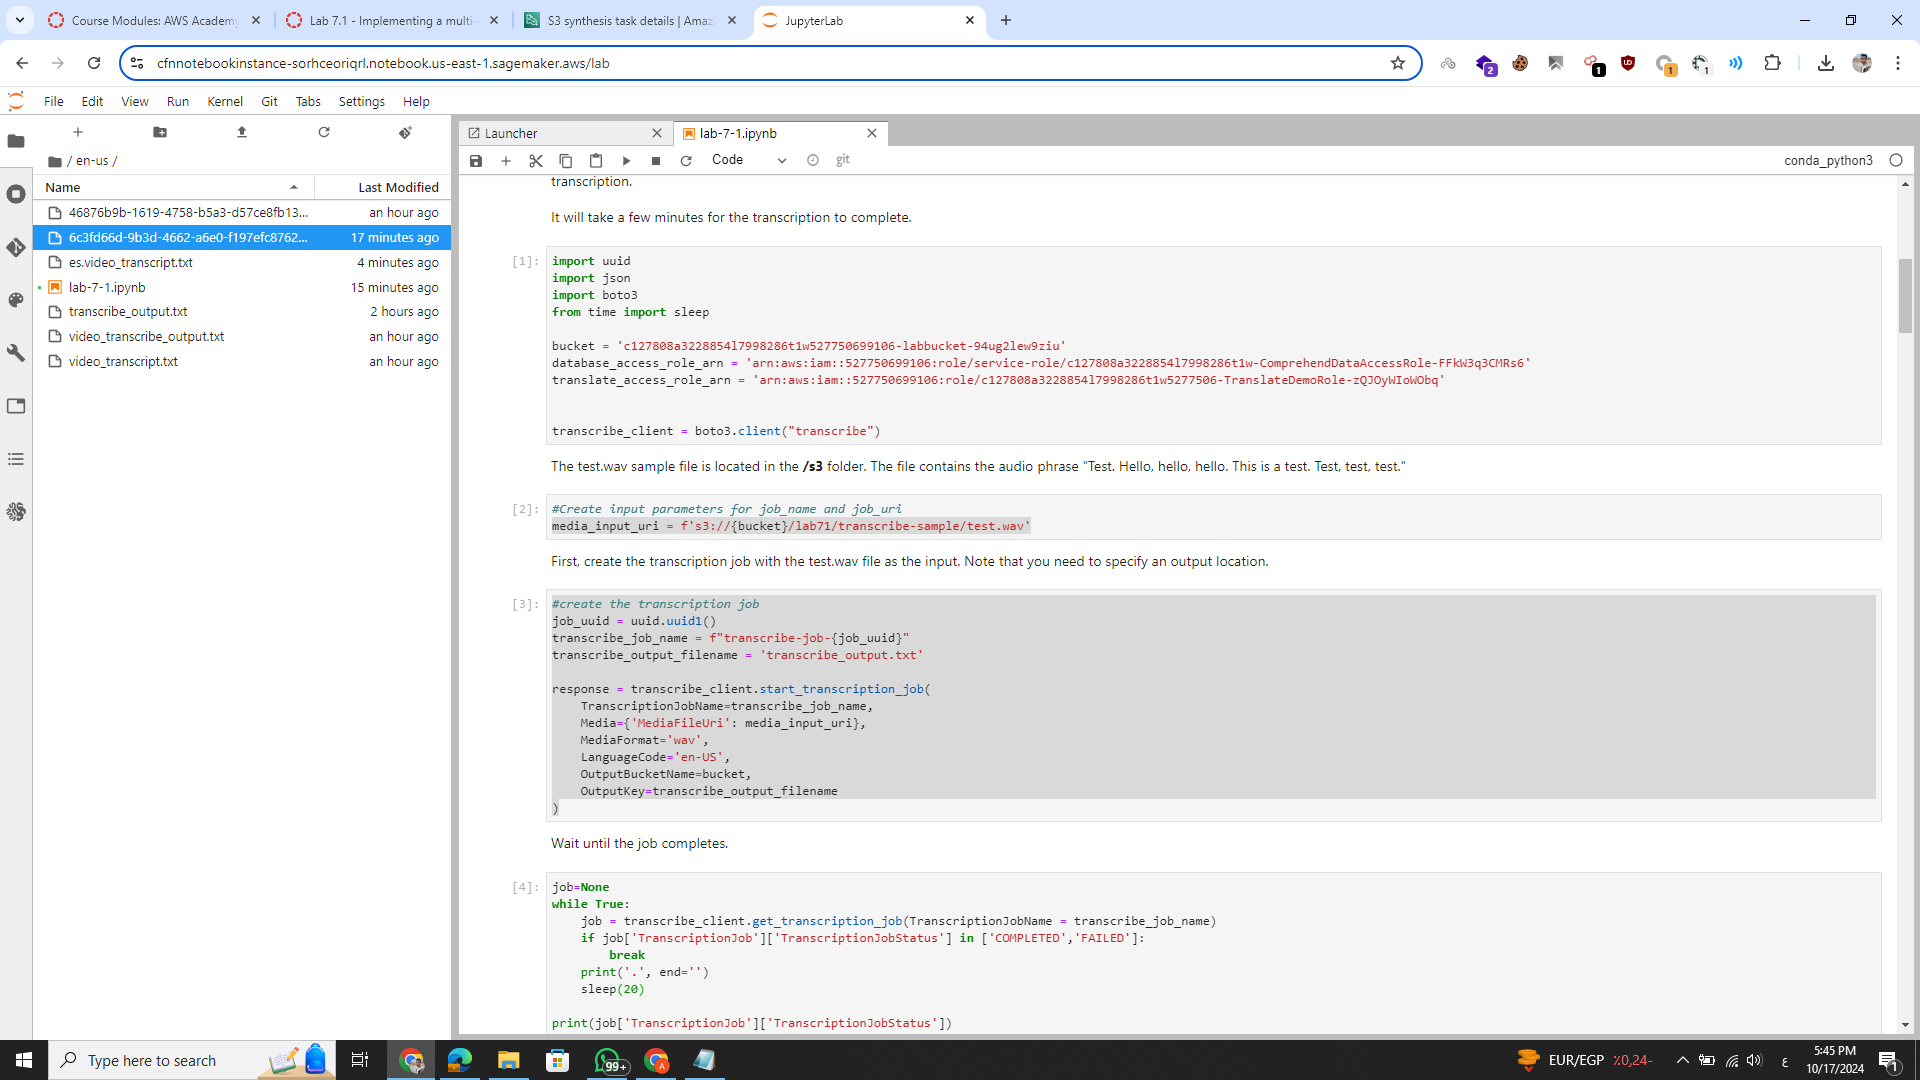 Course Modules: AWS Academy
Lab 7.1 - Implementing a multi-
S3 synthesis task details | Amaz
JupyterLab
cfnnotebookinstance-sorhceoriqrl.notebook.us-east-1.sagemaker.aws/lab
2
1
1
1
File Edit View Run Kernel Git Tabs Settings Help
/ en-us /
Name Last Modified
46876b9b-1619-4758-b5a3-d57ce8fb13... an hour ago
6c3fd66d-9b3d-4662-a6e0-f197efc8762... 17 minutes ago
es.video_transcript.txt 4 minutes ago
lab-7-1.ipynb 15 minutes ago
transcribe_output.txt 2 hours ago
video_transcribe_output.txt an hour ago
video_transcript.txt an hour ago
Launcher
lab-7-1.ipynb
Code
git
conda_python3
transcription.
It will take a few minutes for the transcription to complete.
[1]:
import uuid
import json
import boto3
from time import sleep
bucket = 'c127808a3228854l7998286t1w527750699106-labbucket-94ug2lew9ziu'
database_access_role_arn = 'arn:aws:iam::527750699106:role/service-role/c127808a3228854l7998286t1w-ComprehendDataAccessRole-FFkW3q3CMRs6'
translate_access_role_arn = 'arn:aws:iam::527750699106:role/c127808a3228854l7998286t1w5277506-TranslateDemoRole-zQJOyWIoWObq'
transcribe_client = boto3.client("transcribe")
The test.wav sample file is located in the /s3 folder. The file contains the audio phrase "Test. Hello, hello, hello. This is a test. Test, test, test."
[2]:
#Create input parameters for job_name and job_uri
media_input_uri = f's3://{bucket}/lab71/transcribe-sample/test.wav'
First, create the transcription job with the test.wav file as the input. Note that you need to specify an output location.
[3]:
#create the transcription job
job_uuid = uuid.uuid1()
transcribe_job_name = f"transcribe-job-{job_uuid}"
transcribe_output_filename = 'transcribe_output.txt'
response = transcribe_client.start_transcription_job(
TranscriptionJobName=transcribe_job_name,
Media={'MediaFileUri': media_input_uri},
MediaFormat='wav',
LanguageCode='en-US',
OutputBucketName=bucket,
OutputKey=transcribe_output_filename
)
Wait until the job completes.
[4]:
job=None
while True:
job = transcribe_client.get_transcription_job(TranscriptionJobName = transcribe_job_name)
if job['TranscriptionJob']['TranscriptionJobStatus'] in ['COMPLETED','FAILED']:
break
print('.', end='')
sleep(20)
print(job['TranscriptionJob']['TranscriptionJobStatus'])
Type here to search
99+
A
EUR/EGP ٪0,24-
ع
5:45 PM
10/17/2024
1